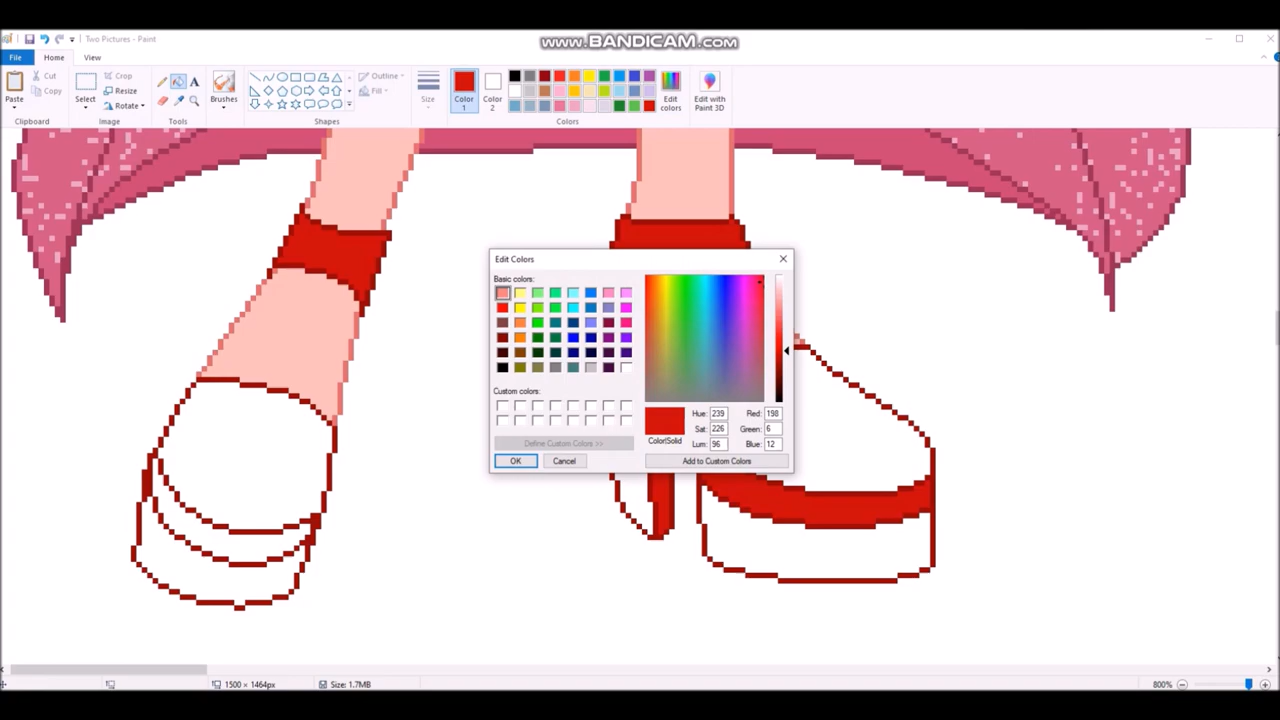 www.BANDICAM.com
Two Pictures - Paint
File Home View
Paste
Cut
Copy
Clipboard
Select
Crop
Resize
Rotate
Image
A
Tools
Brushes
Shapes
Outline
Fill
Size
Color 1
Color 2
Edit colors
Colors
Edit with Paint 3D
Edit Colors
Basic colors:
Custom colors:
Define Custom Colors >>
OK Cancel
Color|Solid
Hue: 239 Red: 198
Sat: 226 Green: 6
Lum: 96 Blue: 12
Add to Custom Colors
1500 × 1464px
Size: 1.7MB
800%